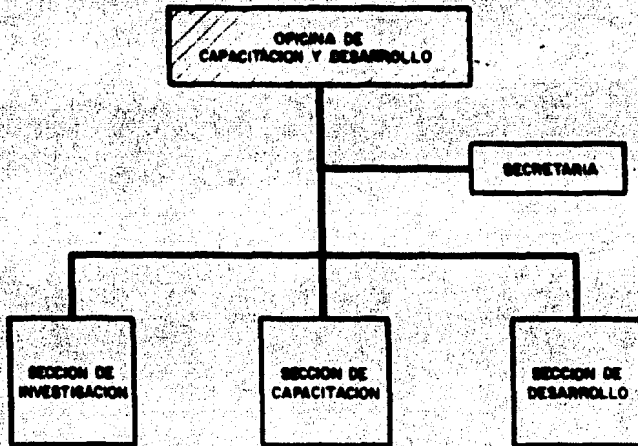 OFICINA DE
CAPACITACION Y DESARROLLO
SECRETARIA
SECCION DE
INVESTIGACION
SECCION DE
CAPACITACION
SECCION DE
DESARROLLO